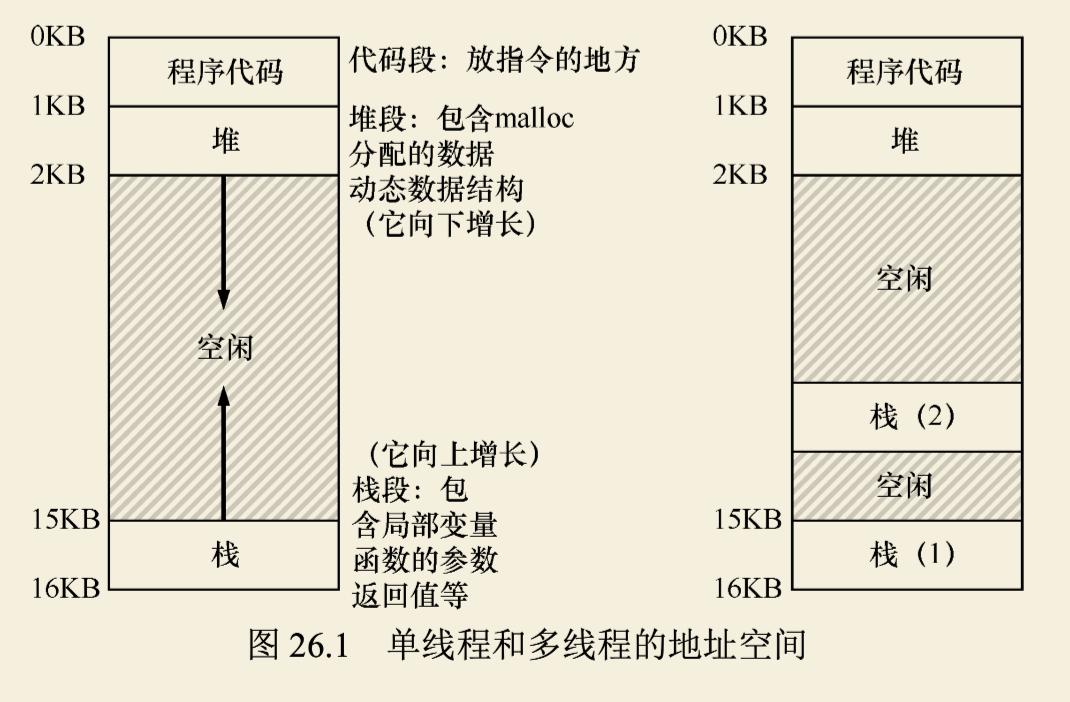 0KB
程序代码
代码段：放指令的地方
1KB
堆
堆段：包含malloc
分配的数据
动态数据结构
（它向下增长）
2KB
空闲
（它向上增长）
栈段：包
含局部变量
函数的参数
返回值等
15KB
栈
16KB
0KB
程序代码
1KB
堆
2KB
空闲
栈（2）
空闲
15KB
栈（1）
16KB
图 26.1　单线程和多线程的地址空间